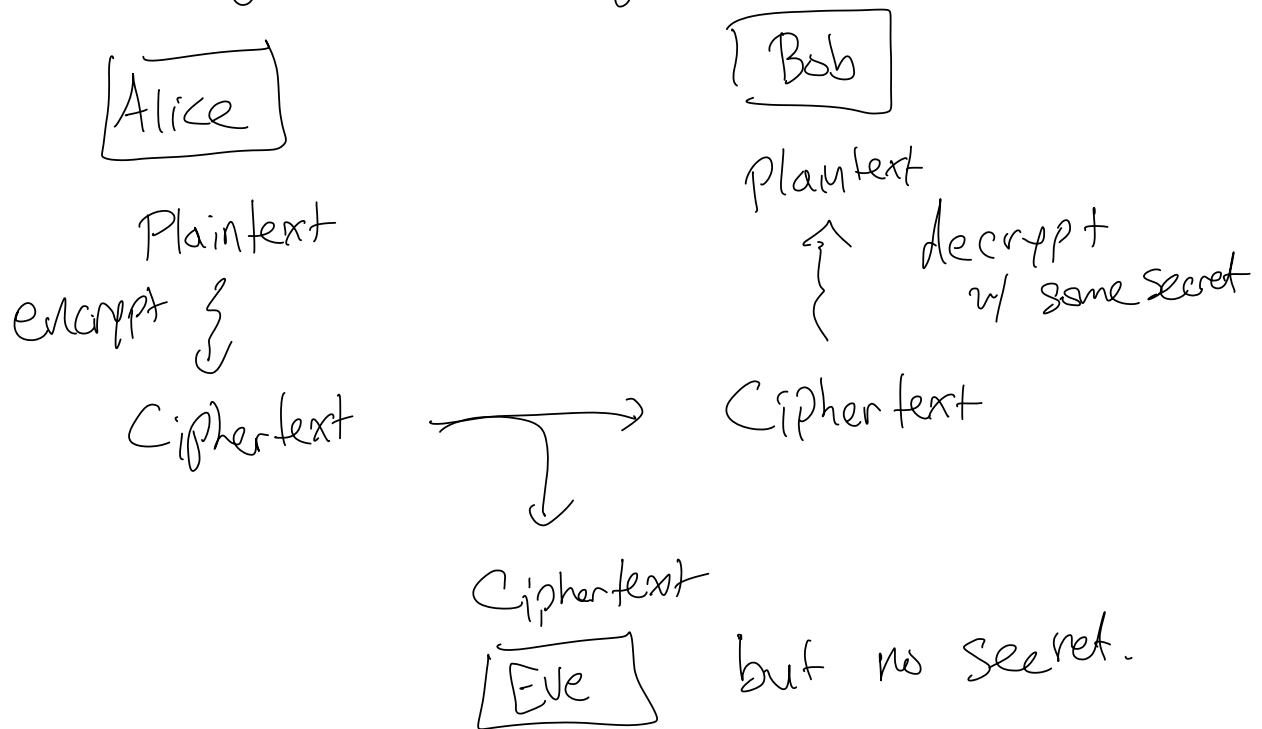 Alice
Bob
Plaintext
Plaintext
encrypt
decrypt
w/ some secret
Ciphertext
Ciphertext
Ciphertext
Eve
but no secret.